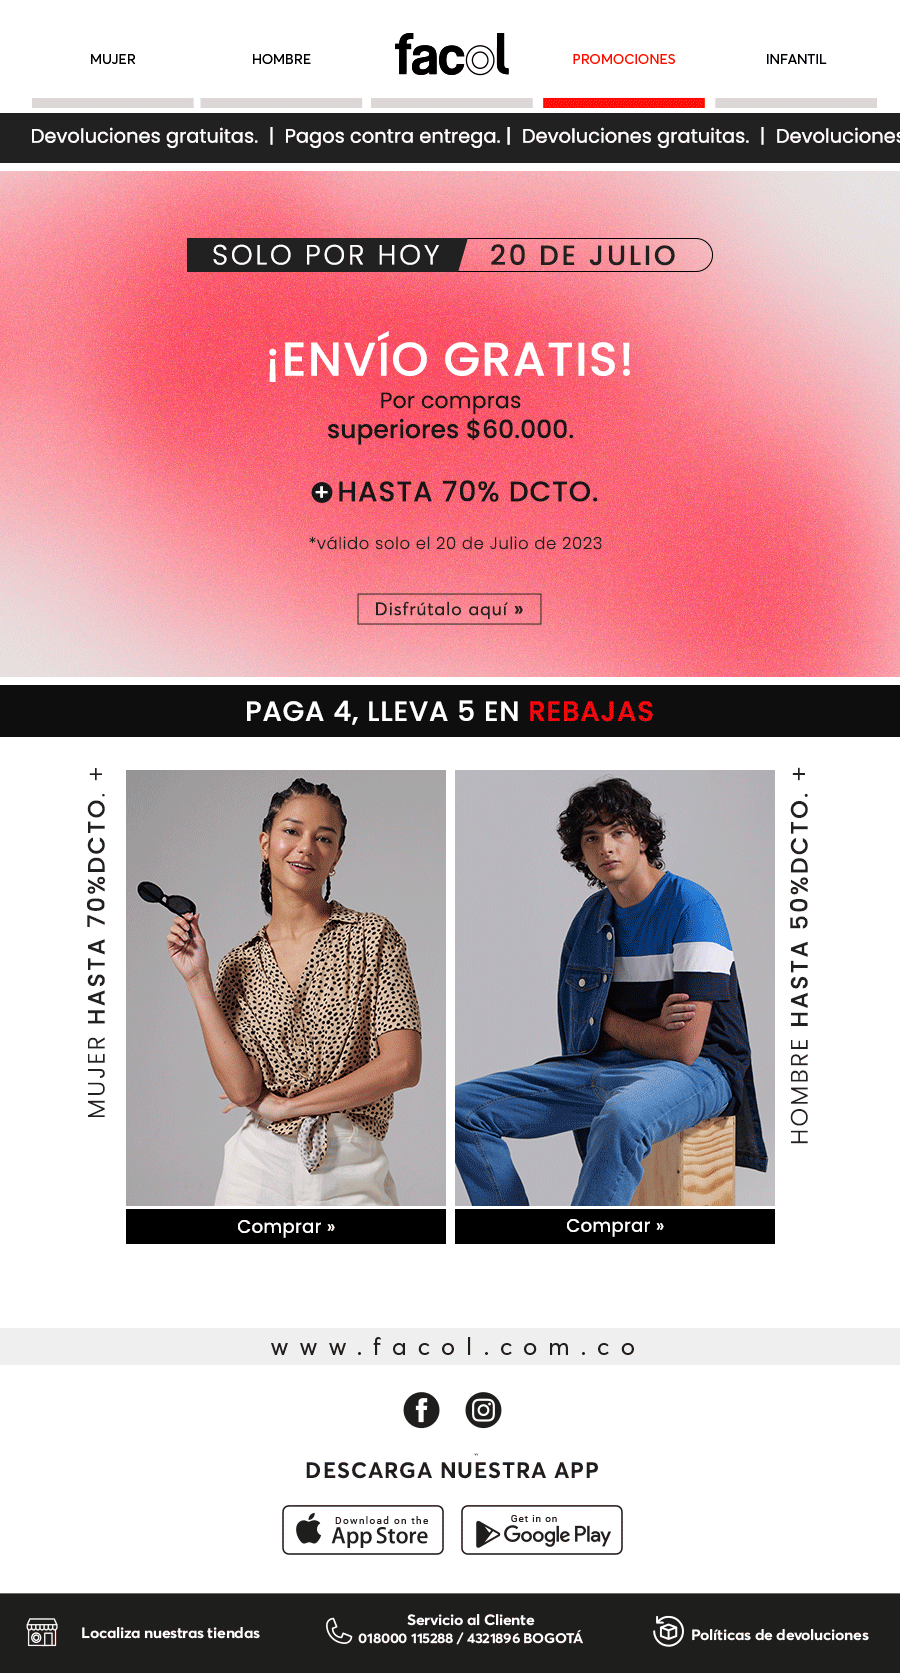 MUJER
HOMBRE
facol
PROMOCIONES
INFANTIL
Devoluciones gratuitas. | Pagos contra entrega. | Devoluciones gratuitas. | Devoluciones
SOLO POR HOY 20 DE JULIO
¡ENVÍO GRATIS!
Por compras
superiores $60.000.
+ HASTA 70% DCTO.
*válido solo el 20 de Julio de 2023
Disfrútalo aquí »
PAGA 4, LLEVA 5 EN REBAJAS
MUJER HASTA 70%DCTO. +
HOMBRE HASTA 50%DCTO. +
Comprar »
Comprar »
www.facol.com.co
DESCARGA NUESTRA APP
Download on the
App Store
Get in on
Google Play
Localiza nuestras tiendas
Servicio al Cliente
018000 115288 / 4321896 BOGOTÁ
Políticas de devoluciones